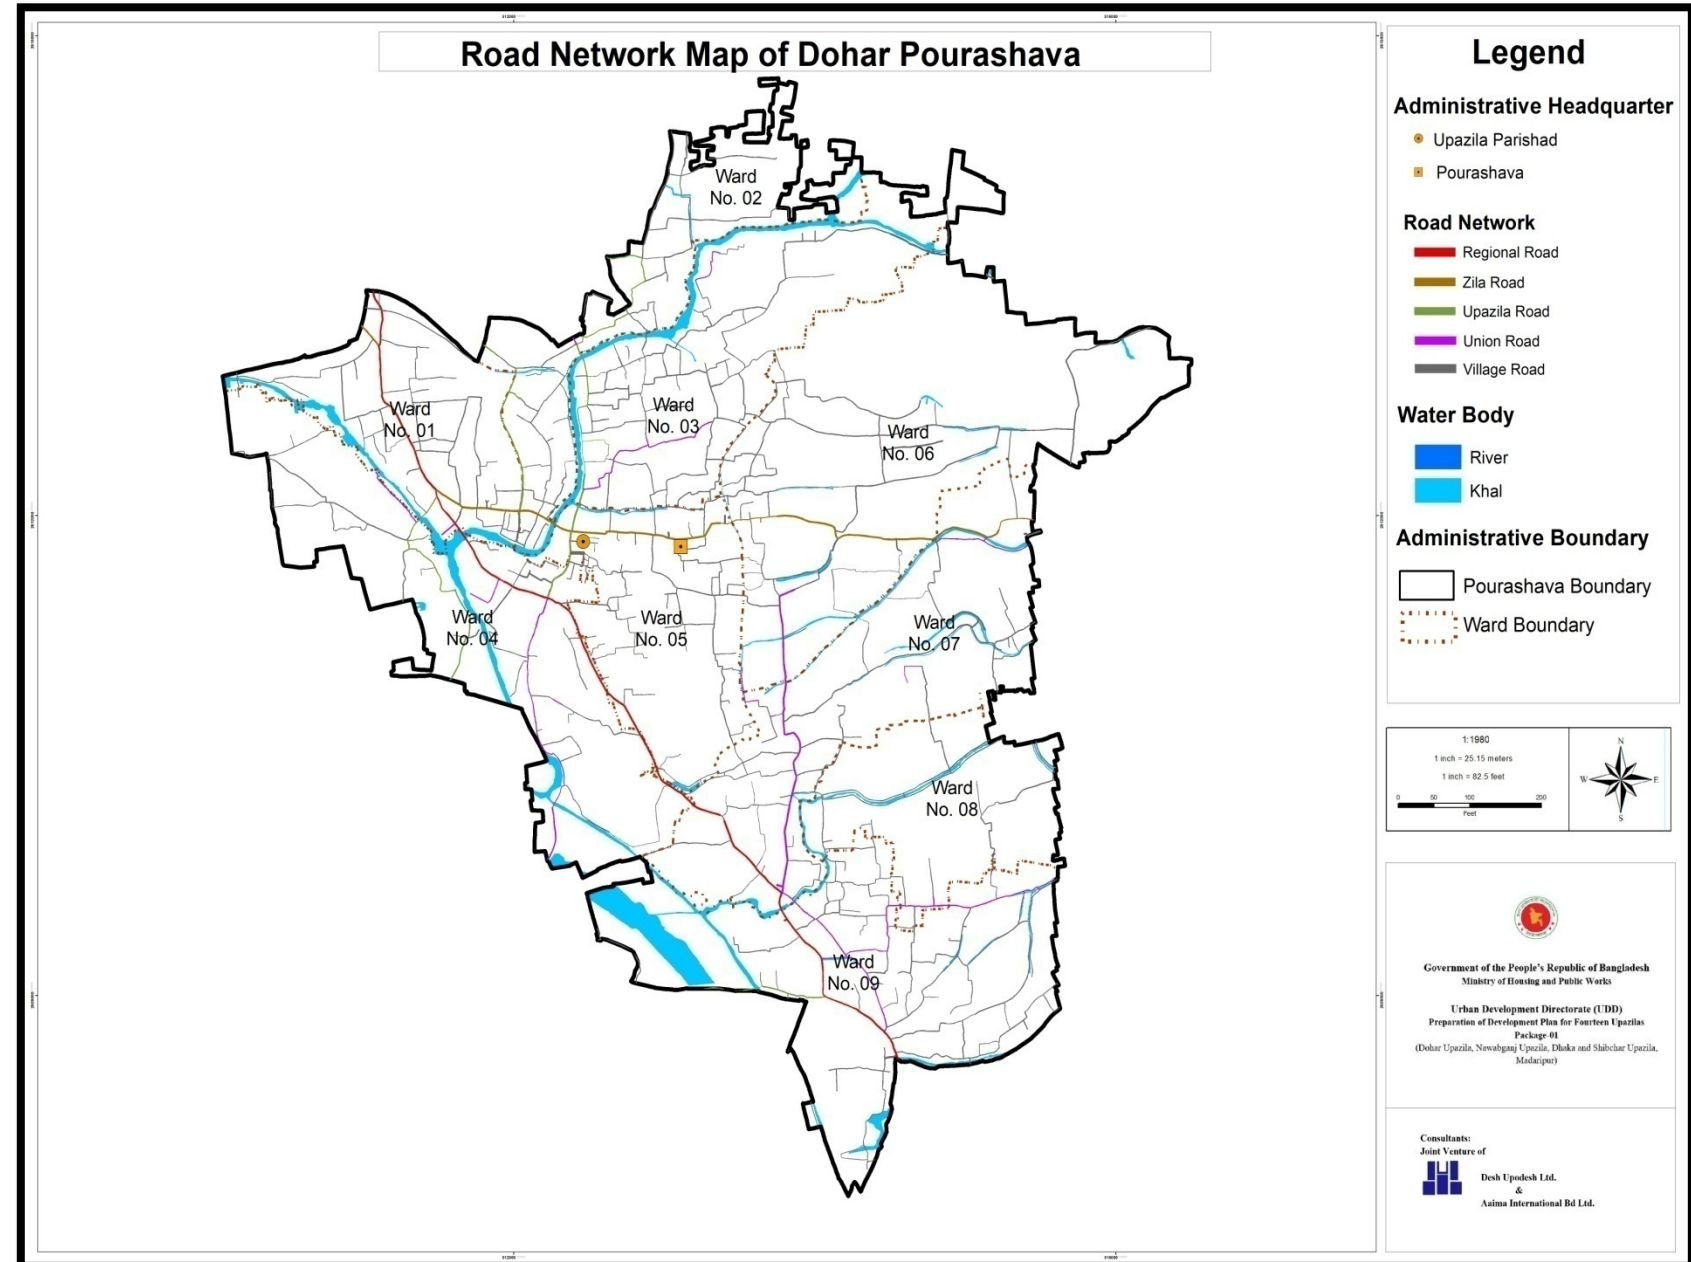 Road Network Map of Dohar Pourashava
Ward
No. 02
Ward
No. 01
Ward
No. 03
Ward
No. 06
Ward
No. 04
Ward
No. 05
Ward
No. 07
Ward
No. 08
Ward
No. 09
Legend
Administrative Headquarter
Upazila Parishad
Pourashava
Road Network
Regional Road
Zila Road
Upazila Road
Union Road
Village Road
Water Body
River
Khal
Administrative Boundary
Pourashava Boundary
Ward Boundary
1:1980
1 inch = 25.15 meters
1 inch = 82.5 feet
0 50 100 200
Feet
N
W E
S
Government of the People's Republic of Bangladesh
Ministry of Housing and Public Works
Urban Development Directorate (UDD)
Preparation of Development Plan for Fourteen Upazilas
Package-01
(Dohar Upazila, Nawabganj Upazila, Dhaka and Shibchar Upazila,
Madaripur)
Consultants:
Joint Venture of
Desh Upodesh Ltd.
&
Aaima International Bd Ltd.